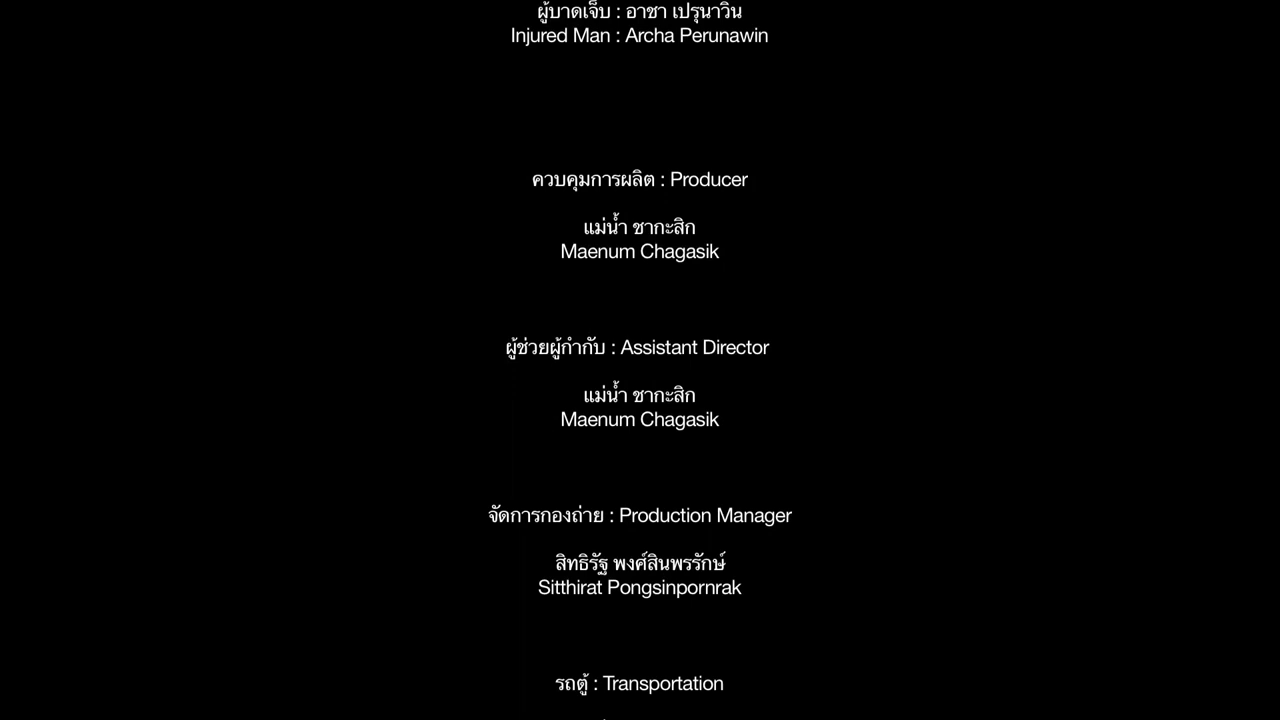 ผู้บาดเจ็บ : อาชา เปรุนาวิน
Injured Man : Archa Perunawin
ควบคุมการผลิต : Producer
แม่น้ำ ชากะสิก
Maenum Chagasik
ผู้ช่วยผู้กำกับ : Assistant Director
แม่น้ำ ชากะสิก
Maenum Chagasik
จัดการกองถ่าย : Production Manager
สิทธิรัฐ พงศ์สินพรรักษ์
Sitthirat Pongsinpornrak
รถตู้ : Transportation